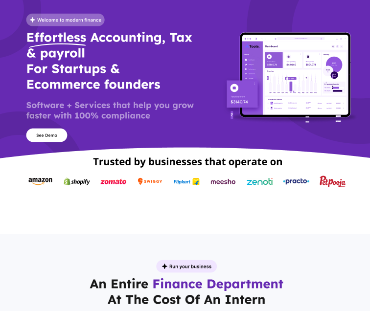 Welcome to modern finance
Effortless Accounting, Tax
& payroll
For Startups &
Ecommerce founders
Software + Services that help you grow
faster with 100% compliance
See Demo
Trusted by businesses that operate on
amazon
shopify
zomato
SWIGGY
Flipkart
meesho
zenoti
practo
Petpooja
Run your business
An Entire Finance Department
At The Cost Of An Intern